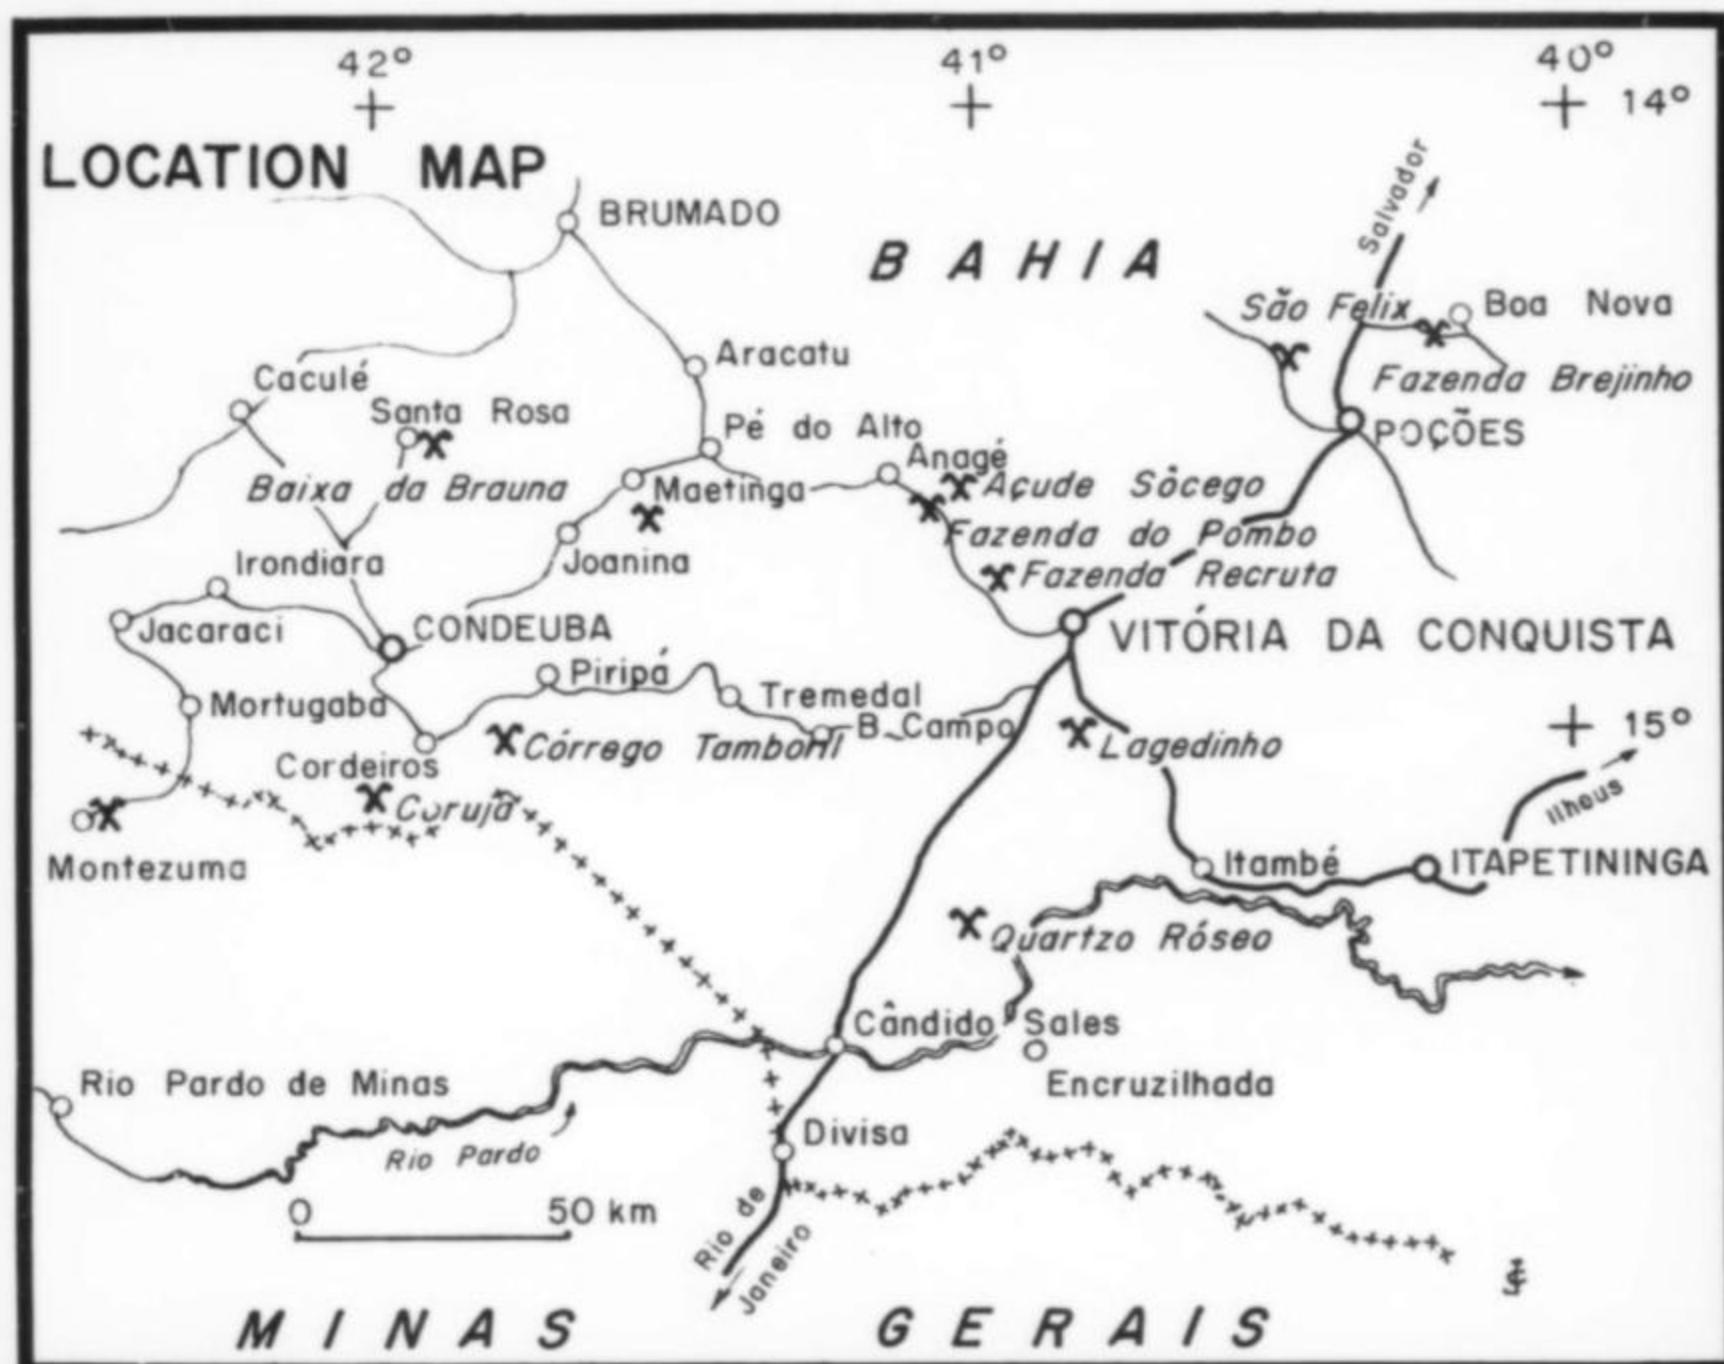 42° 41° 40°
14°
LOCATION MAP
BRUMADO
BAHIA
Salvador
São Felix
Boa Nova
Aracatu
Caculé
Fazenda Brejinho
Santa Rosa
Pé do Alto
POÇÕES
Anagé
Baixa da Brauna
Maetinga
Açude Sôcego
Fazenda do Pombo
Irondiara
Joanina
Fazenda Recruta
Jacaraci
CONDEUBA
VITÓRIA DA CONQUISTA
Piripá
Mortugaba
Tremedal
B. Campo
15°
Córrego Tamboril
Lagedinho
Cordeiros
Coruja
Ilheus
Montezuma
Itambé
ITAPETININGA
Quartzo Róseo
Cândido Sales
Rio Pardo de Minas
Encruzilhada
Divisa
Rio Pardo
0 50 km
Rio de
Janeiro
MINAS GERAIS